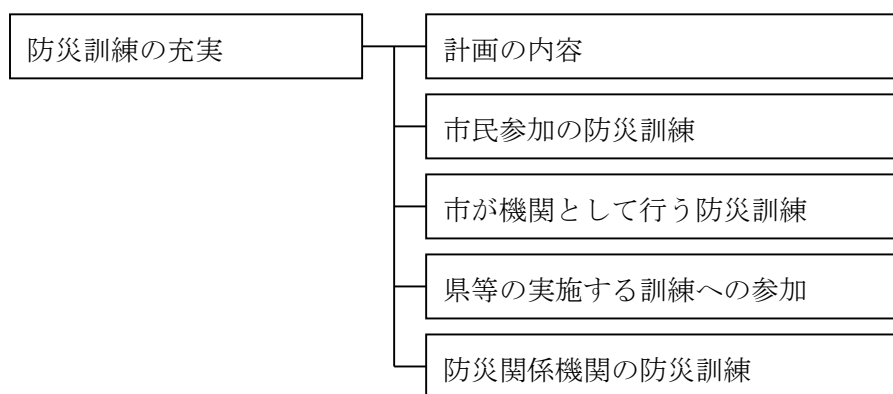 防災訓練の充実
計画の内容
市民参加の防災訓練
市が機関として行う防災訓練
県等の実施する訓練への参加
防災関係機関の防災訓練